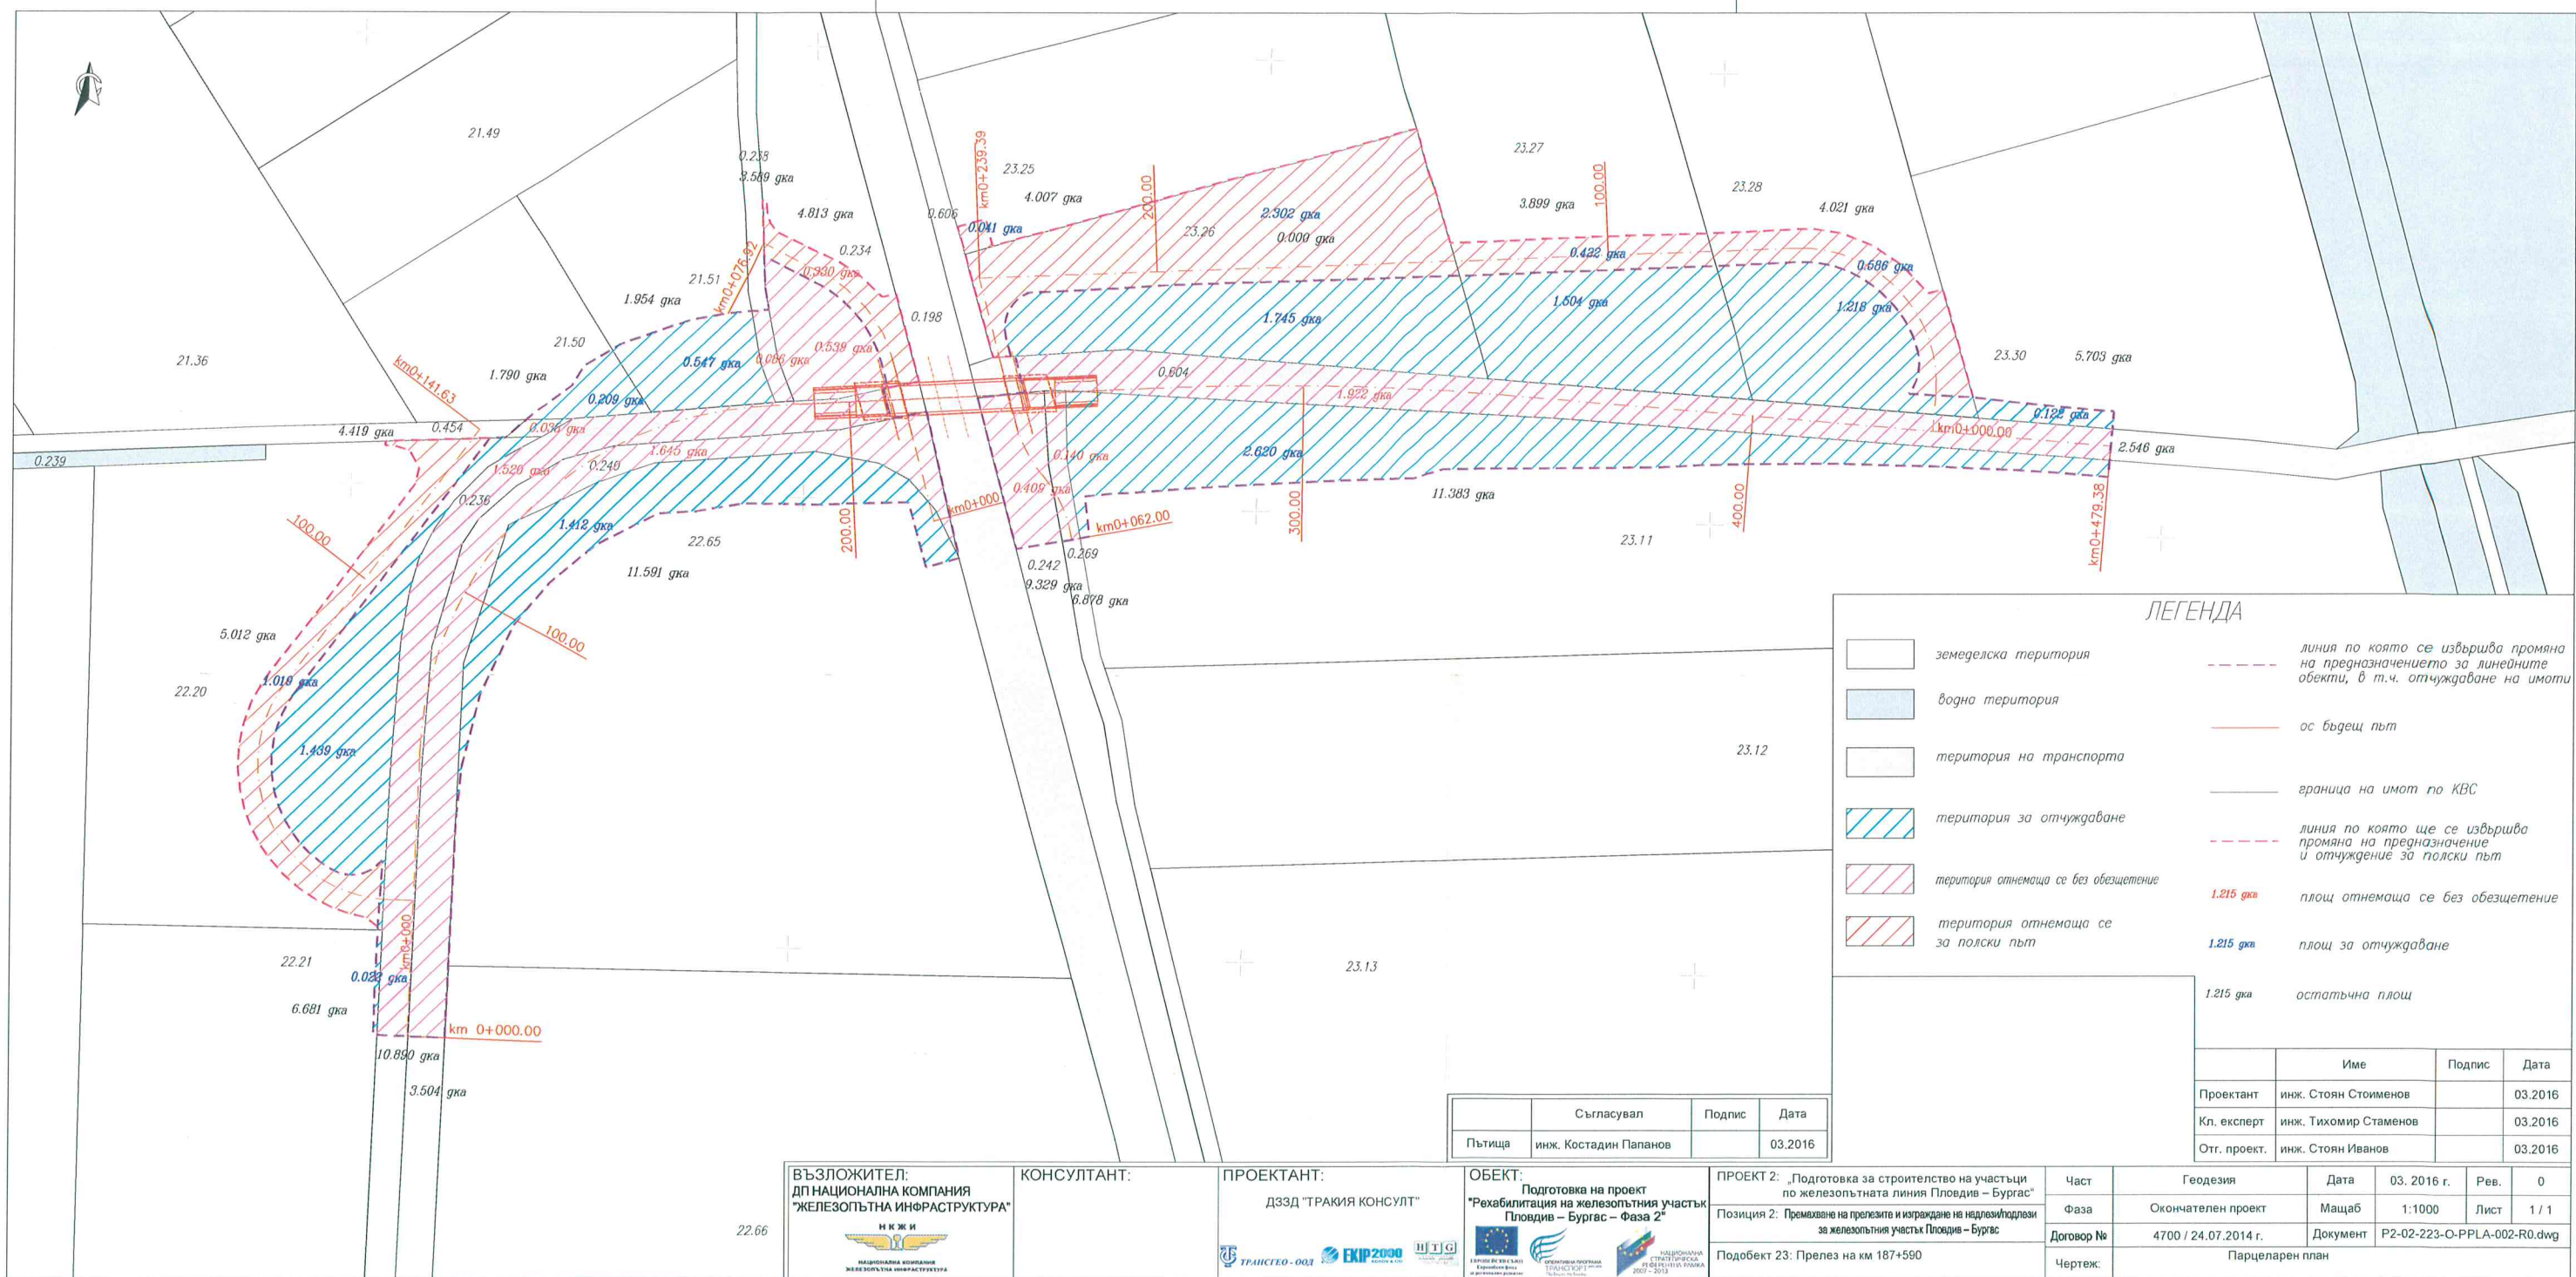 21.49
0.238
3.589 дка
4.813 дка
0.234
0.606
0.041 дка
km0+239.39
23.25
4.007 дка
200.00
2.302 дка
23.26
0.000 дка
23.27
3.899 дка
100.00
23.28
4.021 дка
0.422 дка
0.586 дка
1.504 дка
1.218 дка
1.745 дка
23.30
5.703 дка
0.122 дка
km0+000.00
2.546 дка
km0+479.38
21.36
km0+141.63
21.50
1.790 дка
1.954 дка
21.51
km0+076.92
0.330 дка
0.198
0.539 дка
0.086 дка
0.547 дка
0.209 дка
4.419 дка
0.454
0.036 дка
0.239
1.520 дка
0.240
1.645 дка
0.236
1.412 дка
200.00
km0+000
0.604
1.922 дка
0.140 дка
0.409 дка
2.620 дка
km0+062.00
300.00
400.00
11.383 дка
23.11
0.269
0.242
9.329 дка
6.878 дка
22.65
11.591 дка
100.00
100.00
5.012 дка
22.20
1.019 дка
1.439 дка
22.21
0.022 дка
6.681 дка
km0+000
km 0+000.00
10.890 дка
3.504 дка
22.66
23.12
23.13
ЛЕГЕНДА
земеделска територия
водна територия
територия на транспорта
територия за отчуждаване
територия отнемаща се без обезщетение
територия отнемаща се
за полски път
линия по която се извършва промяна
на предназначението за линейните
обекти, в т.ч. отчуждаване на имоти
ос бъдещ път
граница на имот по КВС
линия по която ще се извършва
промяна на предназначение
и отчуждение за полски път
1.215 дка площ отнемаща се без обезщетение
1.215 дка площ за отчуждаване
1.215 дка остатъчна площ
Име Подпис Дата
Проектант инж. Стоян Стоименов 03.2016
Кл. експерт инж. Тихомир Стаменов 03.2016
Отг. проект. инж. Стоян Иванов 03.2016
Съгласувал Подпис Дата
Пътища инж. Костадин Папанов 03.2016
ВЪЗЛОЖИТЕЛ:
ДП НАЦИОНАЛНА КОМПАНИЯ
"ЖЕЛЕЗОПЪТНА ИНФРАСТРУКТУРА"
НКЖИ
НАЦИОНАЛНА КОМПАНИЯ
ЖЕЛЕЗОПЪТНА ИНФРАСТРУКТУРА
КОНСУЛТАНТ:
ПРОЕКТАНТ:
ДЗЗД "ТРАКИЯ КОНСУЛТ"
ТРАНСГЕО - ООД
ЕКІР2000
HTG
ОБЕКТ:
Подготовка на проект
"Рехабилитация на железопътния участък
Пловдив – Бургас – Фаза 2"
ЕВРОПЕЙСКИ СЪЮЗ
ОПЕРАТИВНА ПРОГРАМА
ТРАНСПОРТ
НАЦИОНАЛНА
СТРАТЕГИЧЕСКА
РЕФЕРЕНТНА РАМКА
2007 – 2013
ПРОЕКТ 2: „Подготовка за строителство на участъци
по железопътната линия Пловдив – Бургас"
Позиция 2: Премахване на прелезите и изграждане на надлези/подлези
за железопътния участък Пловдив – Бургас
Подобект 23: Прелез на км 187+590
Част Геодезия Дата 03. 2016 г. Рев. 0
Фаза Окончателен проект Мащаб 1:1000 Лист 1 / 1
Договор № 4700 / 24.07.2014 г. Документ P2-02-223-O-PPLA-002-R0.dwg
Чертеж: Парцеларен план